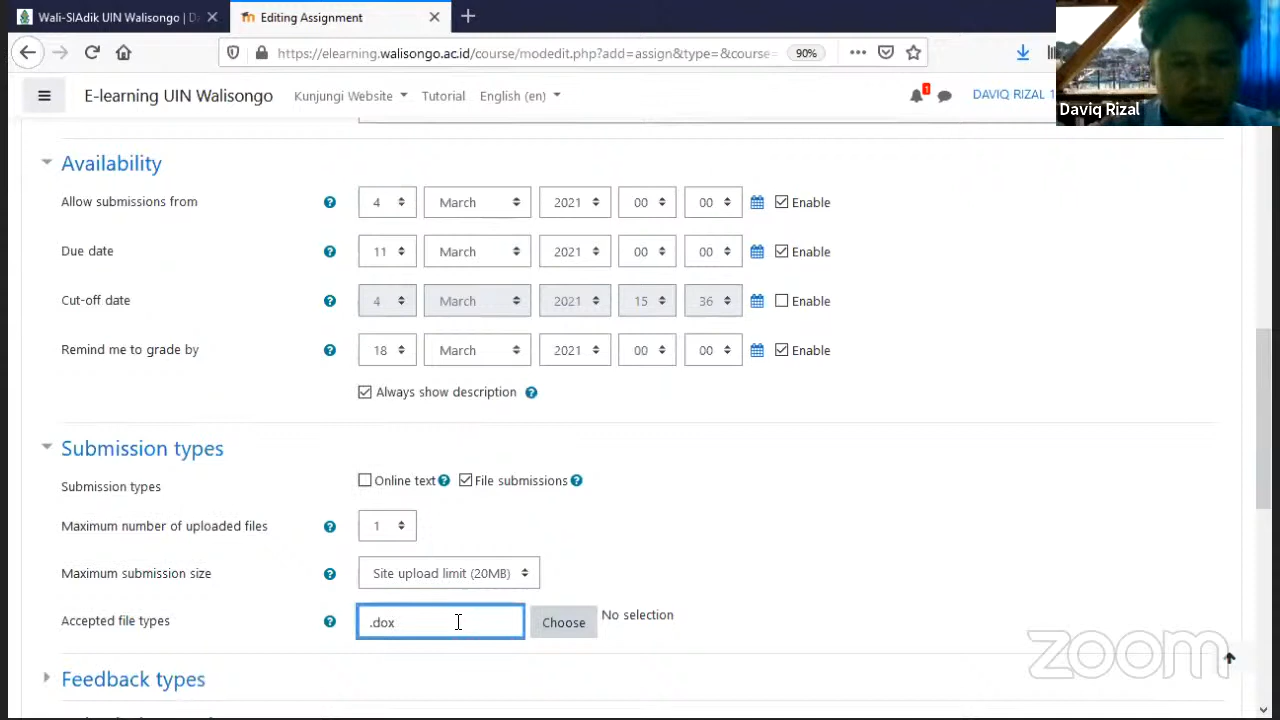 Wali-SIAdik UIN Walisongo | Da
Editing Assignment
https://elearning.walisongo.ac.id/course/modedit.php?add=assign&type=&course=
90%
Daviq Rizal
E-learning UIN Walisongo
Kunjungi Website
Tutorial
English (en)
1
DAVIQ RIZAL 1
Availability
Allow submissions from
4 March 2021 00 00 Enable
Due date
11 March 2021 00 00 Enable
Cut-off date
4 March 2021 15 36 Enable
Remind me to grade by
18 March 2021 00 00 Enable
Always show description
Submission types
Submission types
Online text File submissions
Maximum number of uploaded files
1
Maximum submission size
Site upload limit (20MB)
Accepted file types
.dox
Choose
No selection
zoom
Feedback types